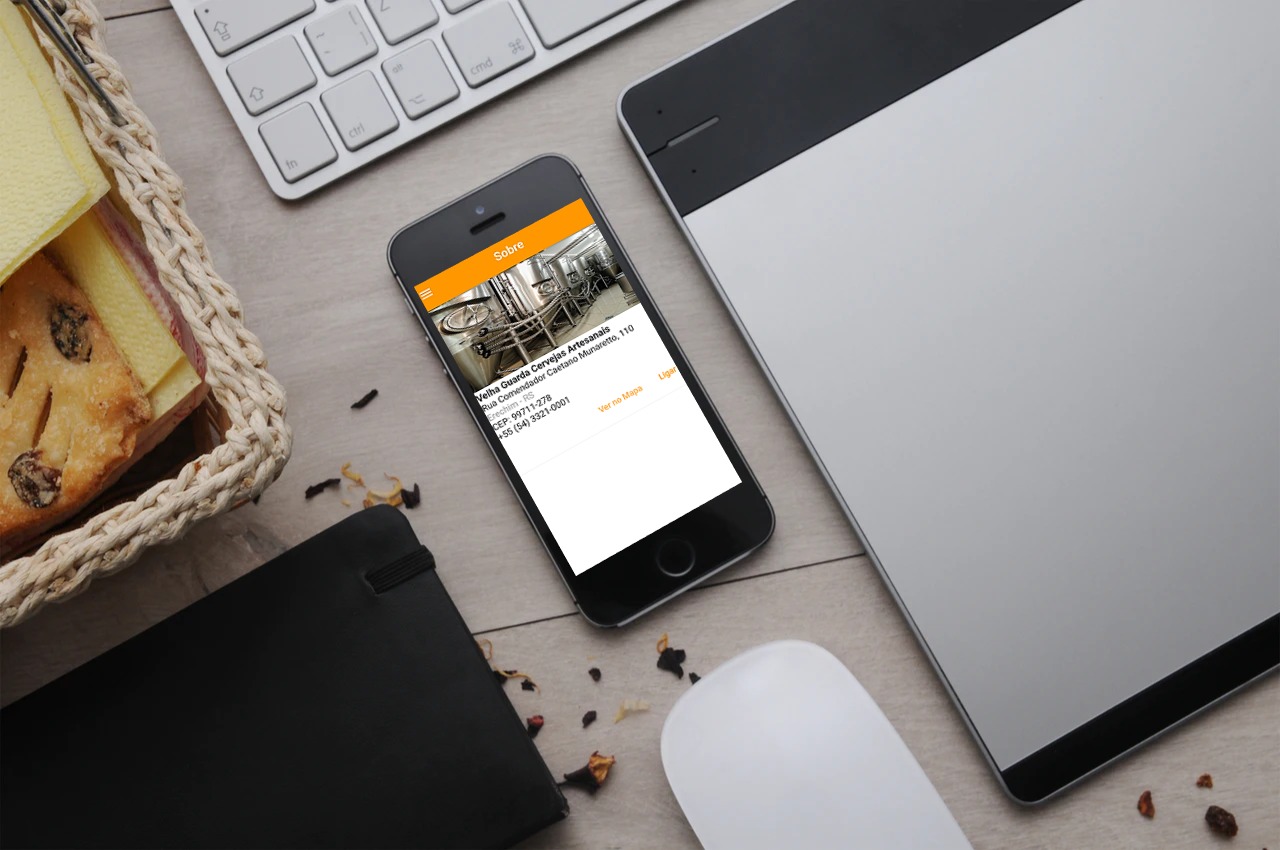 alt
cmd
ctrl
fn
Sobre
Velha Guarda Cervejas Artesanais
Rua Comendador Caetano Munaretto, 110
Erechim - RS
CEP: 99711-278
+55 (54) 3321-0001
Ver no Mapa
Ligar